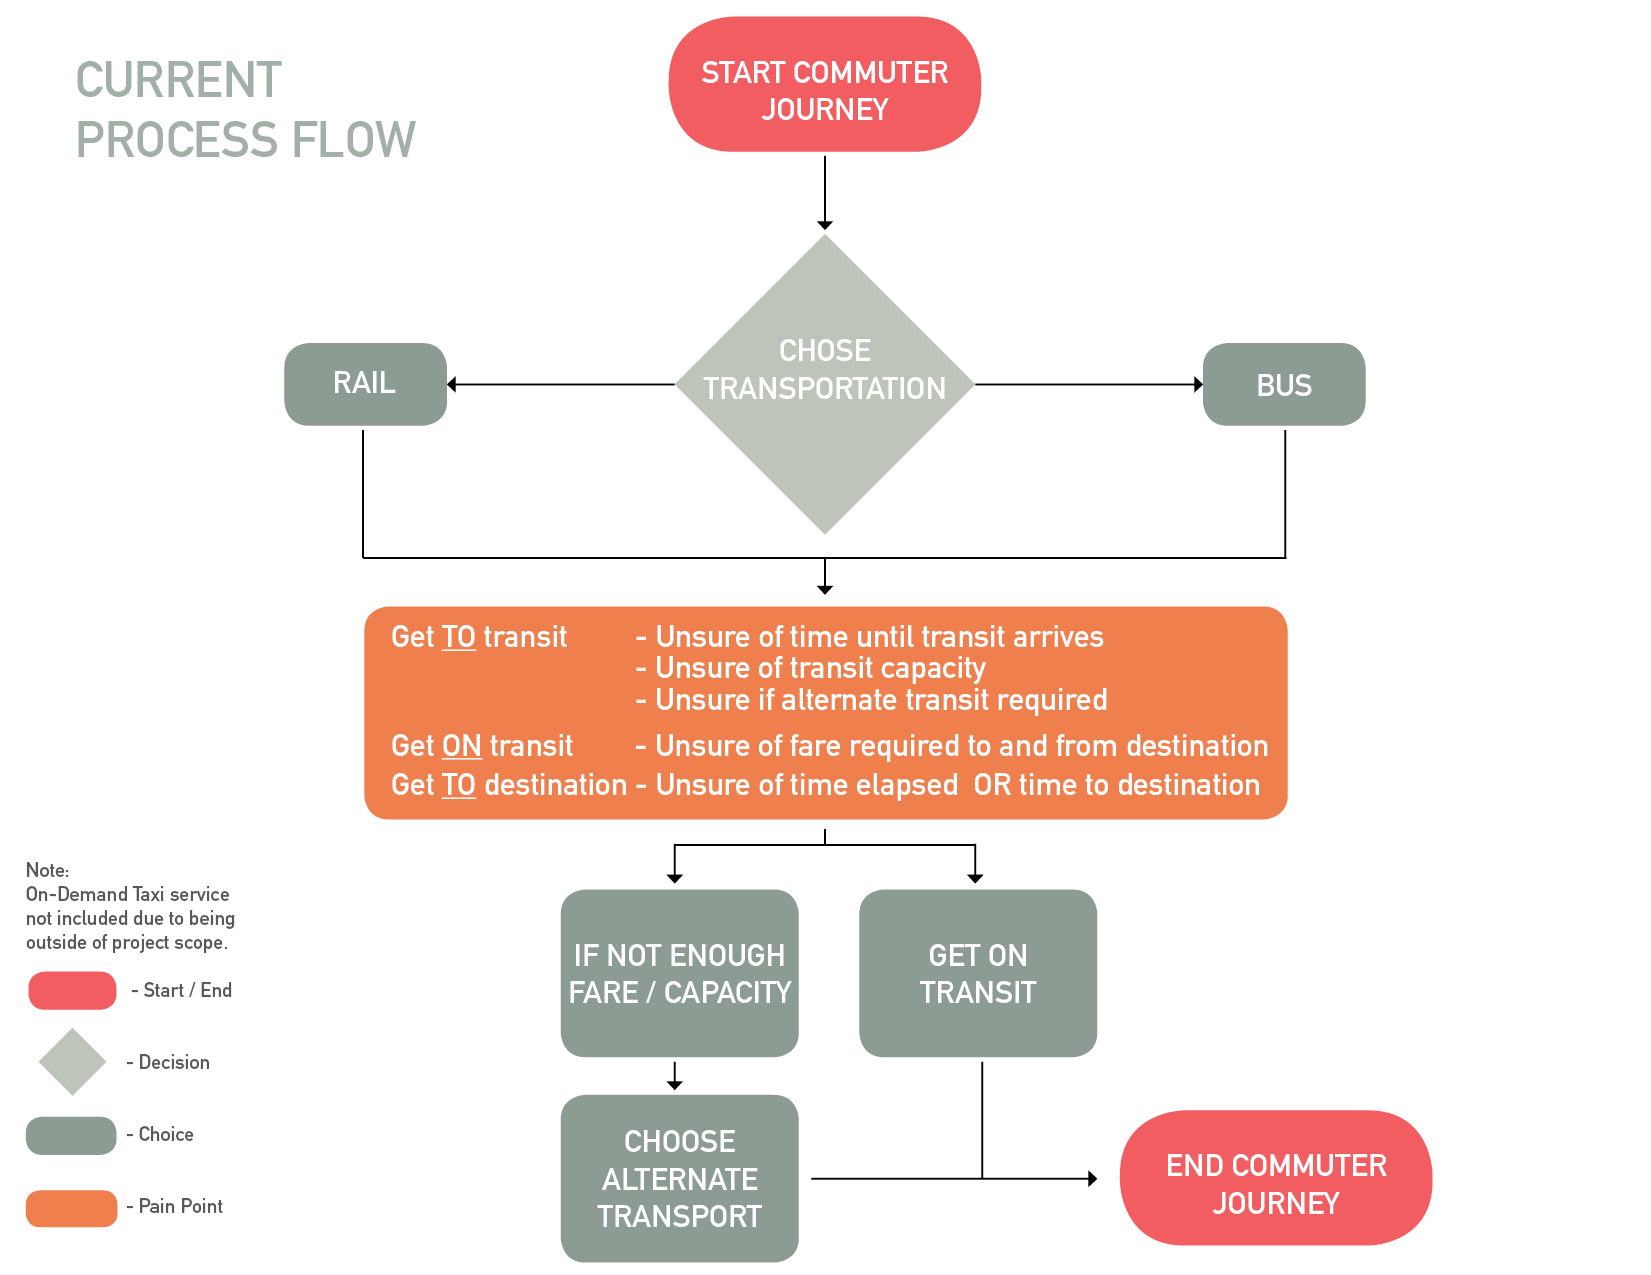 CURRENT
PROCESS FLOW
START COMMUTER
JOURNEY
CHOSE
TRANSPORTATION
RAIL
BUS
Get TO transit - Unsure of time until transit arrives
- Unsure of transit capacity
- Unsure if alternate transit required
Get ON transit - Unsure of fare required to and from destination
Get TO destination - Unsure of time elapsed OR time to destination
IF NOT ENOUGH
FARE / CAPACITY
GET ON
TRANSIT
CHOOSE
ALTERNATE
TRANSPORT
END COMMUTER
JOURNEY
Note:
On-Demand Taxi service
not included due to being
outside of project scope.
- Start / End
- Decision
- Choice
- Pain Point